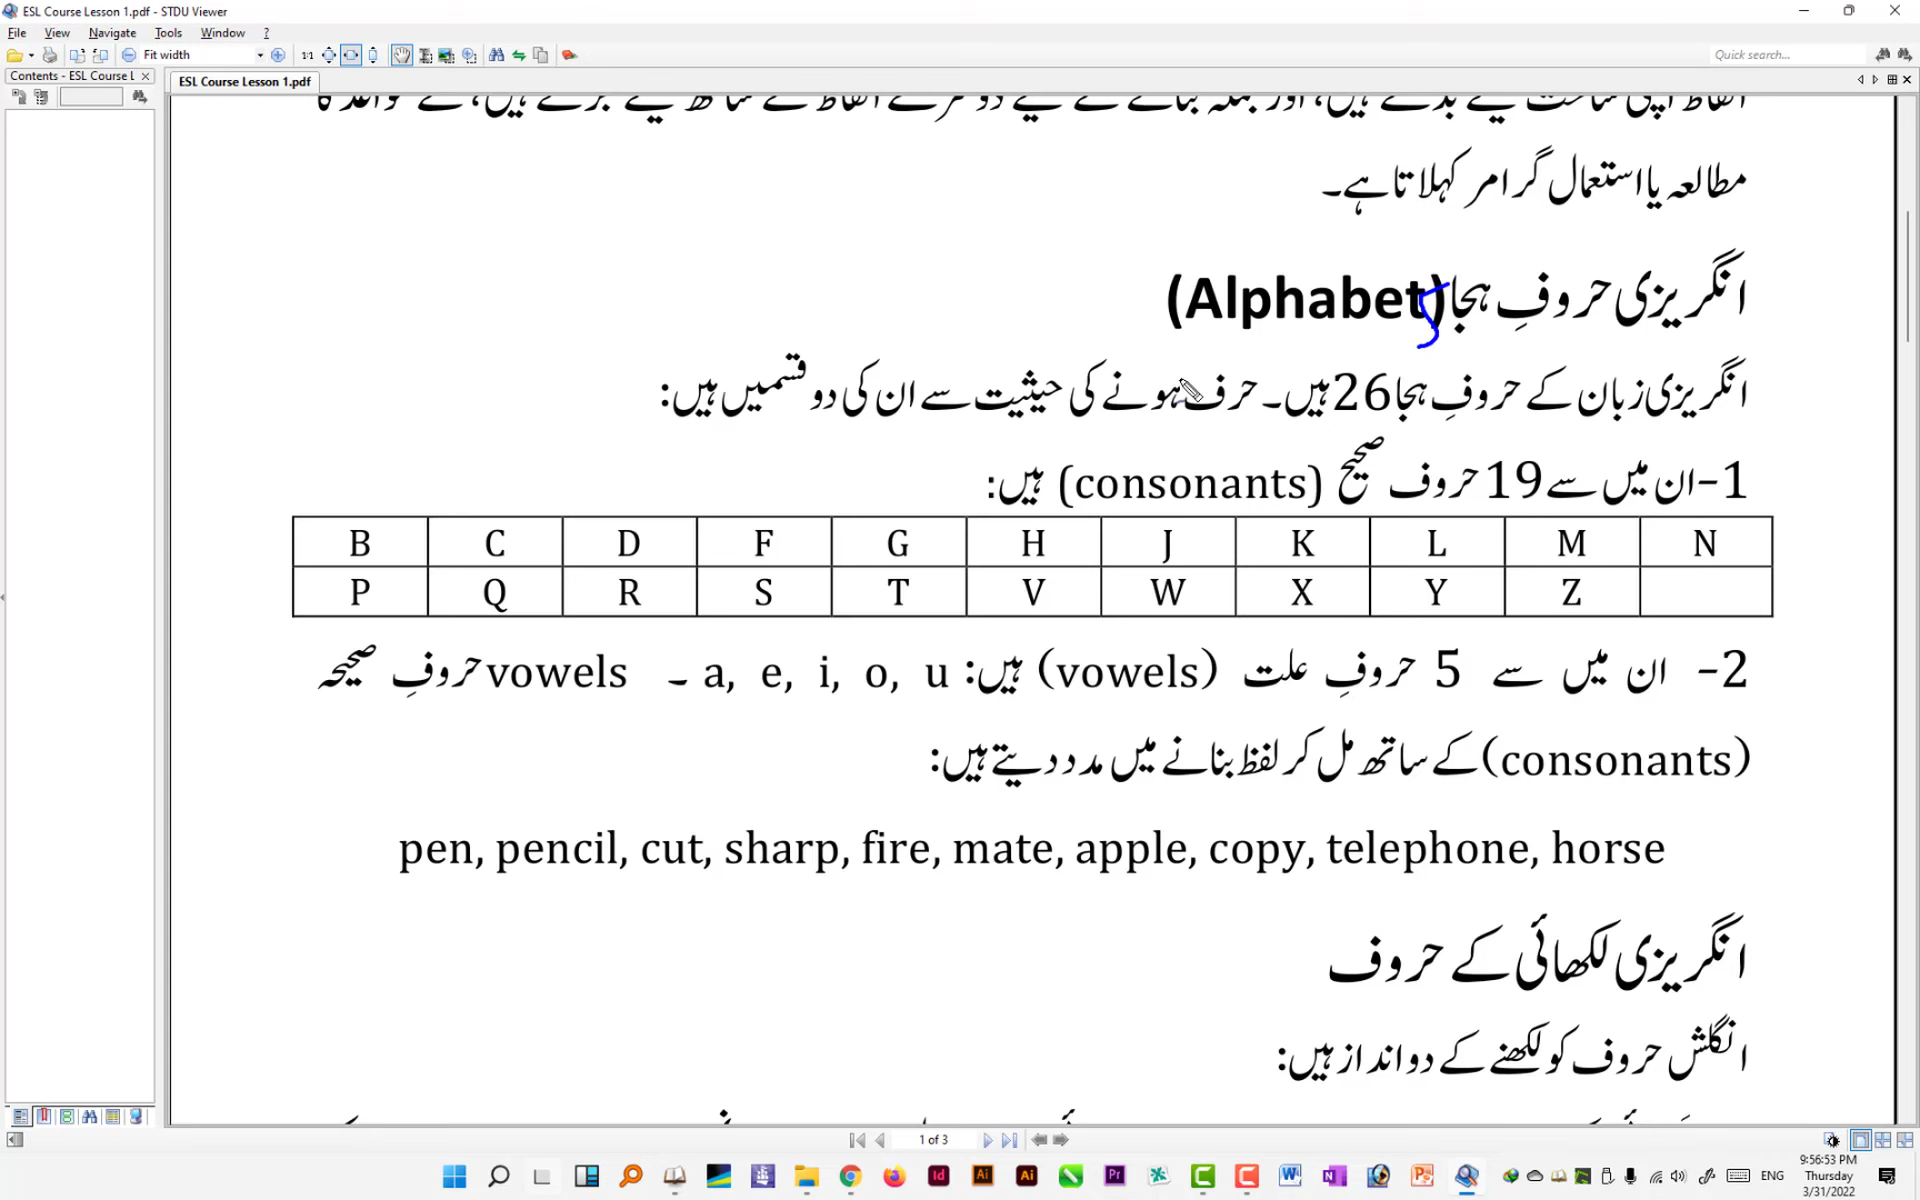 ESL Course Lesson 1.pdf - STDU Viewer
File View Navigate Tools Window ?
1:1 Fit width Quick search...
Contents - ESL Course L
ESL Course Lesson 1.pdf
مطالعہ یا استعمال گرامر کہلاتا ہے۔
انگریزی حروفِ ہجا (Alphabet)
انگریزی زبان کے حروفِ ہجا 26 ہیں۔ حرف ہونے کی حیثیت سے ان کی دو قسمیں ہیں:
1- ان میں سے 19 حروف صحیح (consonants) ہیں:
B C D F G H J K L M N
P Q R S T V W X Y Z
2- ان میں سے 5 حروفِ علت (vowels) ہیں: a, e, i, o, u ۔ vowels حروفِ صحیحہ
(consonants) کے ساتھ مل کر لفظ بنانے میں مدد دیتے ہیں:
pen, pencil, cut, sharp, fire, mate, apple, copy, telephone, horse
انگریزی لکھائی کے حروف
انگلش حروف کو لکھنے کے دو انداز ہیں:
1 of 3
ENG
9:56:53 PM
Thursday
3/31/2022